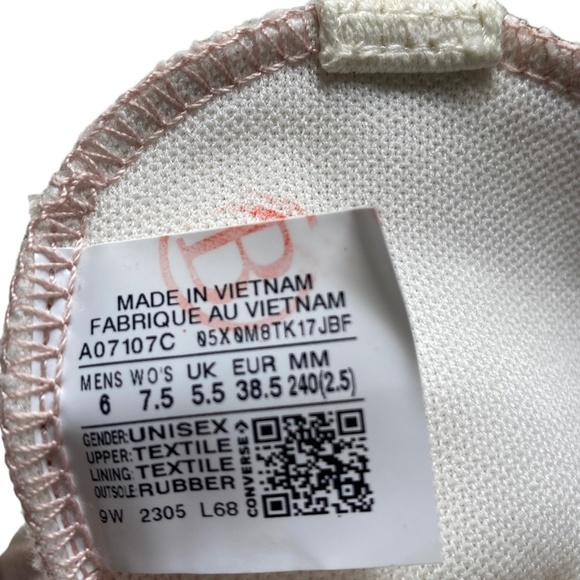 B
MADE IN VIETNAM
FABRIQUE AU VIETNAM
A07107C 05X0M8TK17JBF
MENS WO'S UK EUR MM
6 7.5 5.5 38.5 240(2.5)
GENDER:UNISEX
UPPER:TEXTILE
LINING:TEXTILE
OUTSOLE:RUBBER
9W 2305 L68
CONVERSE